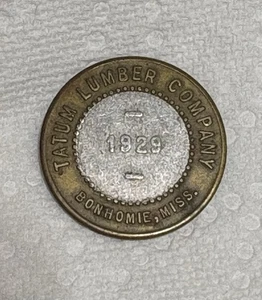 TATUM LUMBER COMPANY
1929
BONHOMIE, MISS.